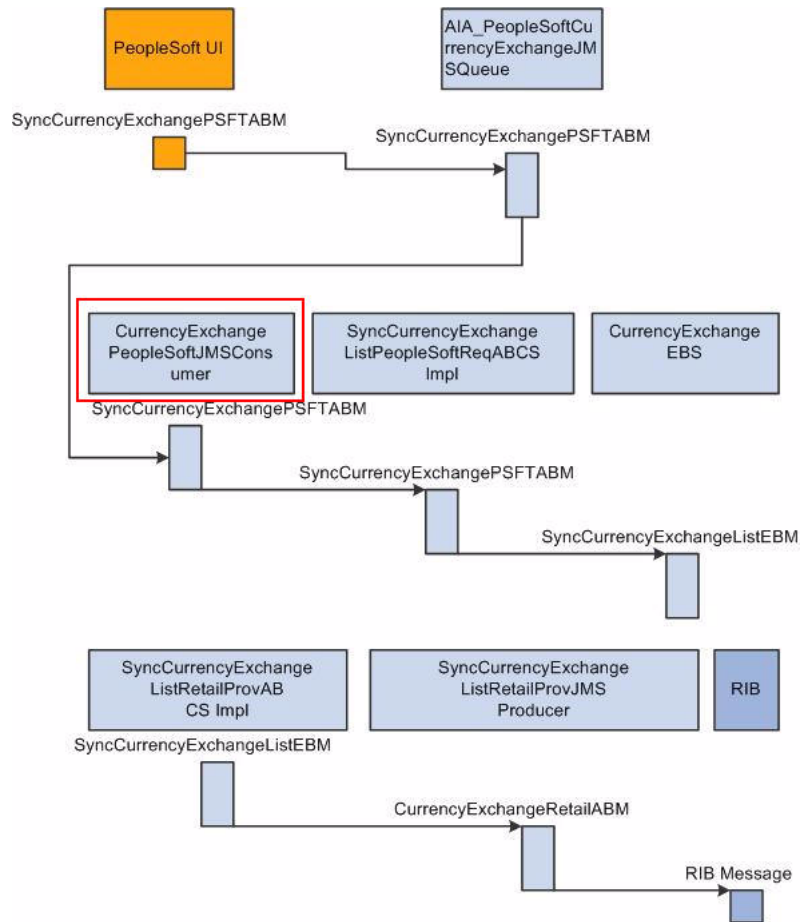 PeopleSoft UI
AIA_PeopleSoftCu
rrencyExchangeJM
SQueue
SyncCurrencyExchangePSFTABM
SyncCurrencyExchangePSFTABM
CurrencyExchange
PeopleSoftJMSCons
umer
SyncCurrencyExchange
ListPeopleSoftReqABCS
Impl
CurrencyExchange
EBS
SyncCurrencyExchangePSFTABM
SyncCurrencyExchangePSFTABM
SyncCurrencyExchangeListEBM
SyncCurrencyExchange
ListRetailProvAB
CS Impl
SyncCurrencyExchange
ListRetailProvJMS
Producer
RIB
SyncCurrencyExchangeListEBM
CurrencyExchangeRetailABM
RIB Message